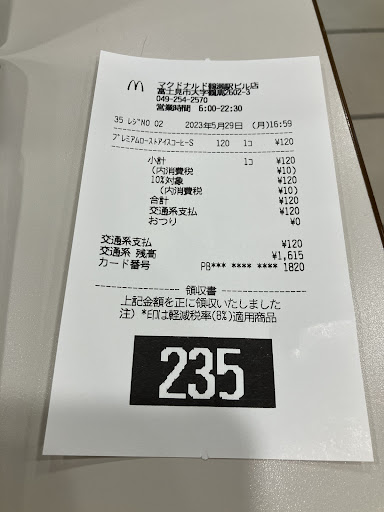 マクドナルド鶴瀬駅ビル店
富士見市大字鶴馬2602-3
049-254-2570
営業時間 6:00-22:30
35 レジNO 02 2023年5月29日 (月)16:59
プレミアムローストアイスコーヒーS 120 1コ ¥120
小計 1コ ¥120
(内消費税 ¥10)
10%対象 ¥120
(内消費税 ¥10)
合計 ¥120
交通系支払 ¥120
おつり ¥0
交通系支払 ¥120
交通系 残高 ¥1,615
カード番号 PB*** **** **** 1820
領収書
上記金額を正に領収いたしました
注) *印は軽減税率(8%)適用商品
235